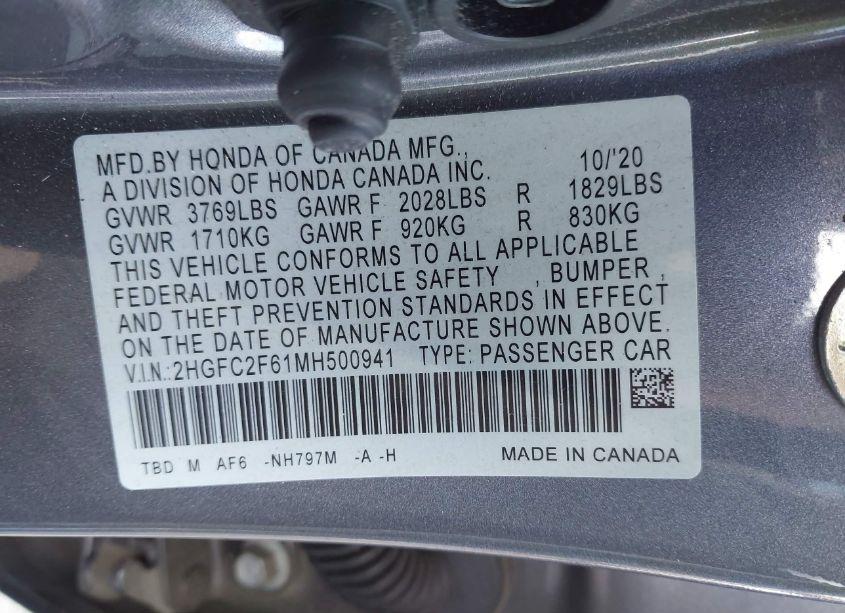 MFD.BY HONDA OF CANADA MFG., 10/'20
A DIVISION OF HONDA CANADA INC.
GVWR 3769LBS GAWR F 2028LBS R 1829LBS
GVWR 1710KG GAWR F 920KG R 830KG
THIS VEHICLE CONFORMS TO ALL APPLICABLE
FEDERAL MOTOR VEHICLE SAFETY , BUMPER ,
AND THEFT PREVENTION STANDARDS IN EFFECT
ON THE DATE OF MANUFACTURE SHOWN ABOVE.
V.I.N.:2HGFC2F61MH500941 TYPE: PASSENGER CAR
TBD M AF6 -NH797M -A -H MADE IN CANADA